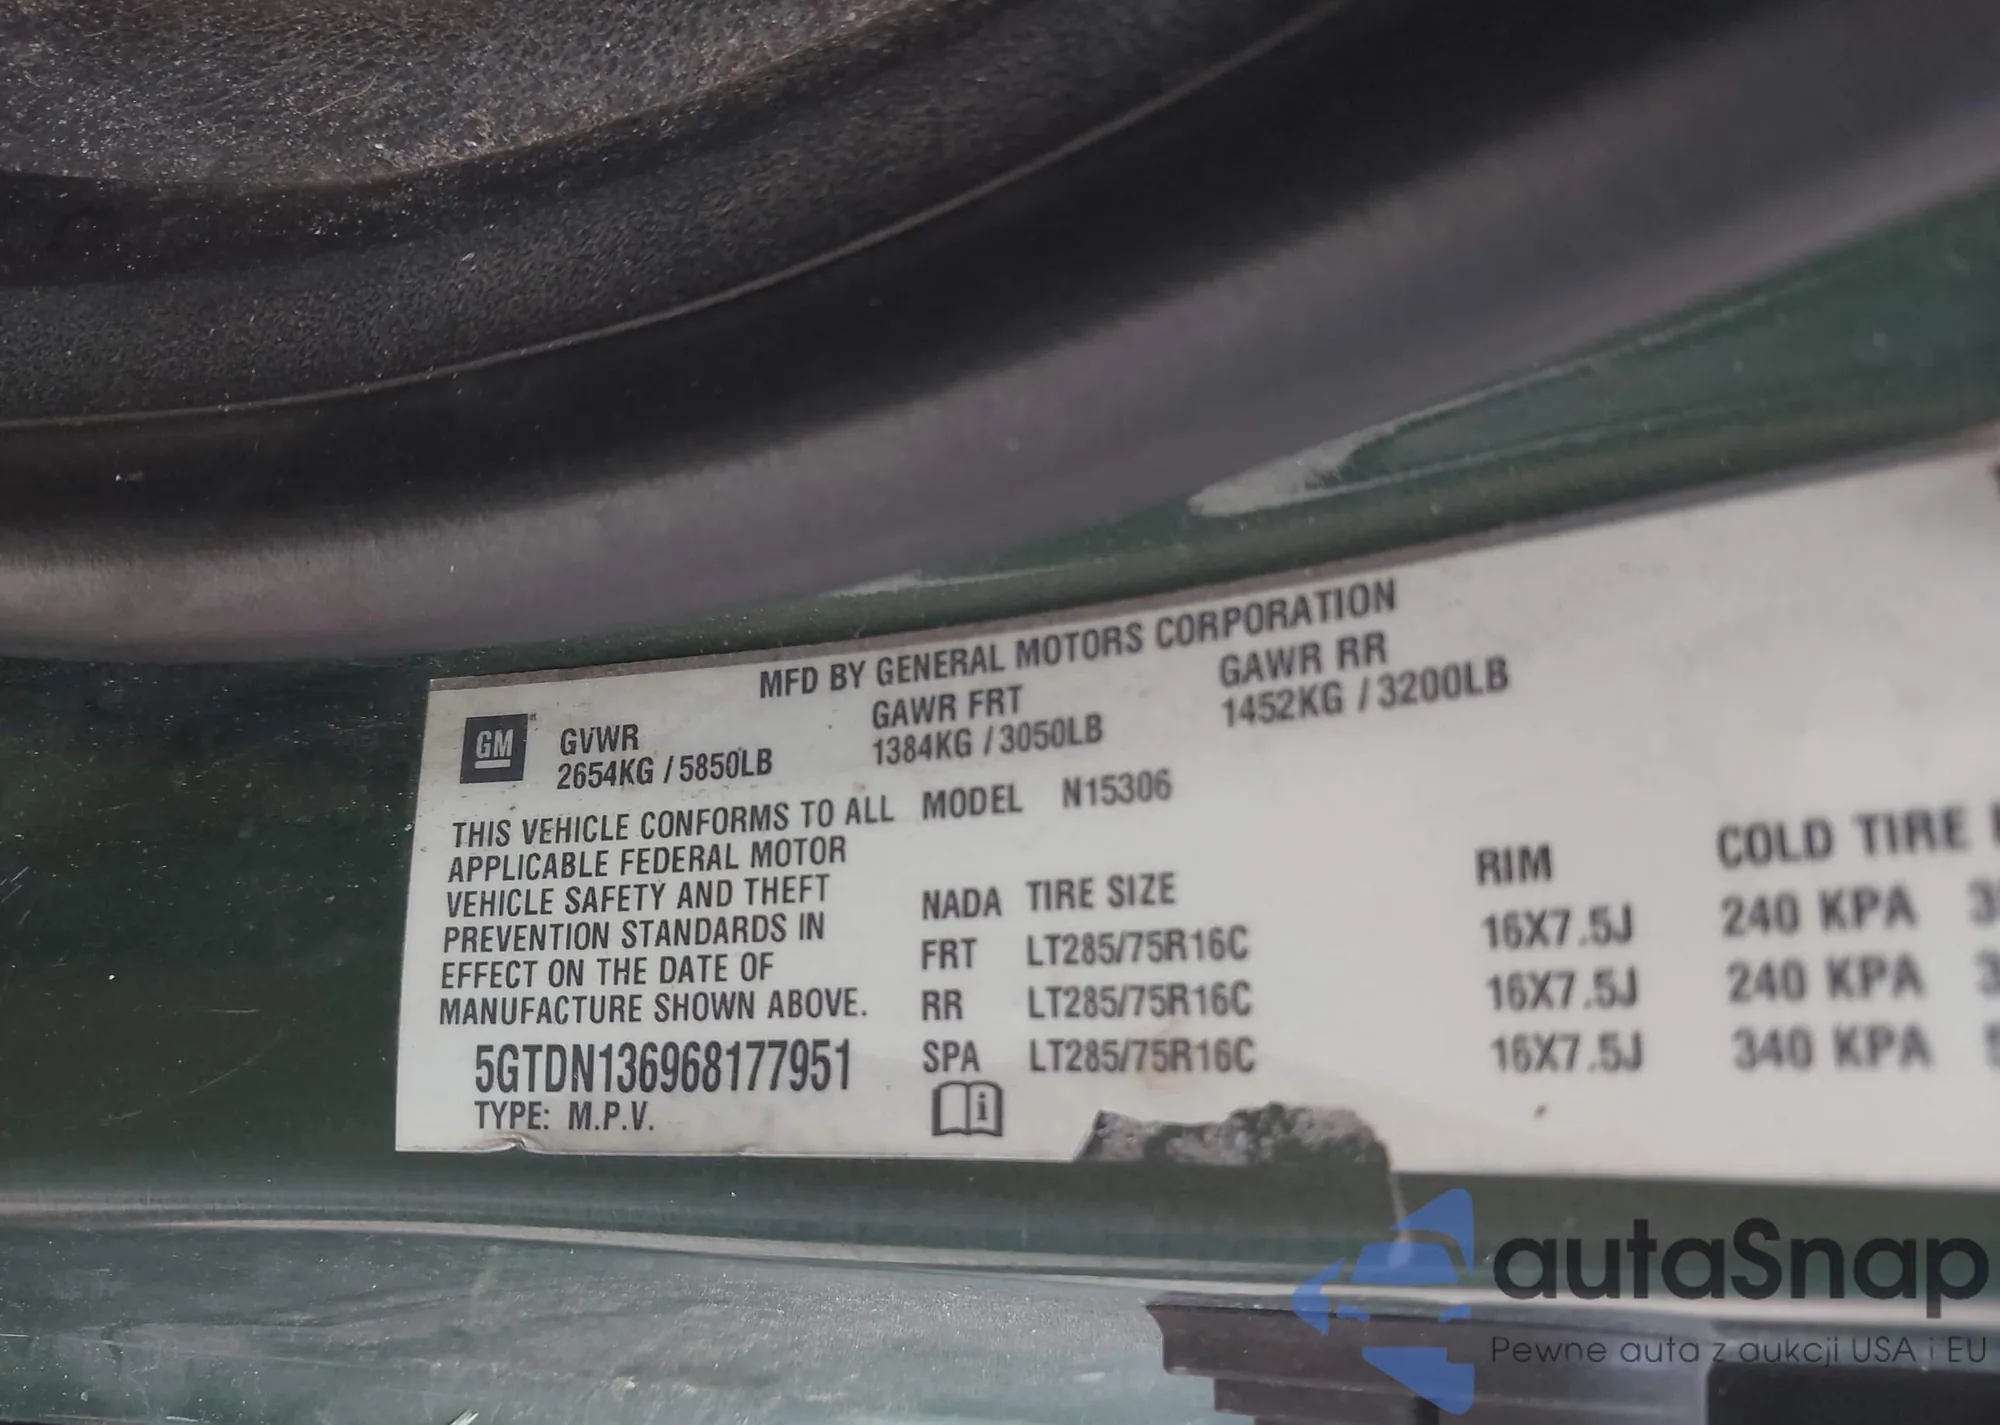 MFD BY GENERAL MOTORS CORPORATION
GM GVWR GAWR FRT GAWR RR
2654KG / 5850LB 1384KG / 3050LB 1452KG / 3200LB
THIS VEHICLE CONFORMS TO ALL MODEL N15306
APPLICABLE FEDERAL MOTOR
VEHICLE SAFETY AND THEFT
PREVENTION STANDARDS IN
EFFECT ON THE DATE OF
MANUFACTURE SHOWN ABOVE.
NADA TIRE SIZE RIM COLD TIRE
FRT LT285/75R16C 16X7.5J 240 KPA
RR LT285/75R16C 16X7.5J 240 KPA
SPA LT285/75R16C 16X7.5J 340 KPA
5GTDN136968177951
TYPE: M.P.V.
autaSnap
Pewne auta z aukcji USA i EU